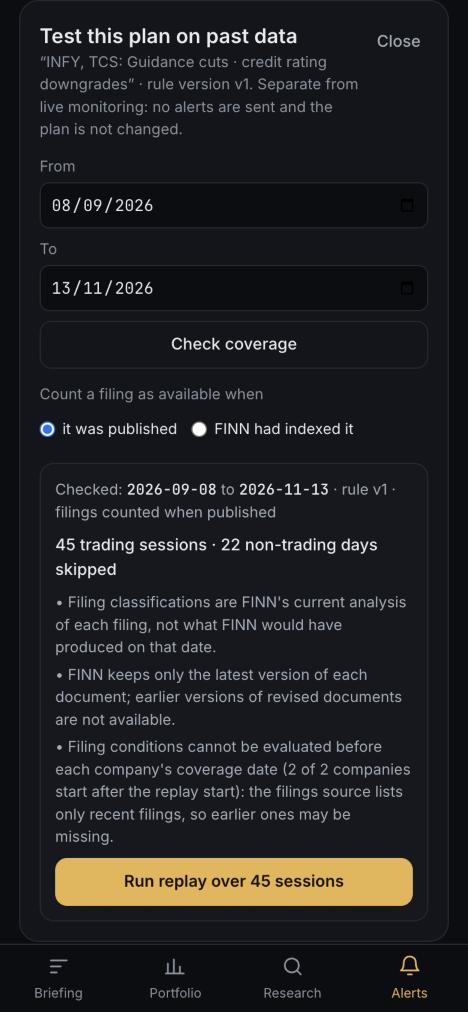 Test this plan on past data
Close
“INFY, TCS: Guidance cuts · credit rating
downgrades” · rule version v1. Separate from
live monitoring: no alerts are sent and the
plan is not changed.
From
08/09/2026
To
13/11/2026
Check coverage
Count a filing as available when
it was published
FINN had indexed it
Checked: 2026-09-08 to 2026-11-13 · rule v1 ·
filings counted when published
45 trading sessions · 22 non-trading days
skipped
• Filing classifications are FINN's current analysis
of each filing, not what FINN would have
produced on that date.
• FINN keeps only the latest version of each
document; earlier versions of revised documents
are not available.
• Filing conditions cannot be evaluated before
each company's coverage date (2 of 2 companies
start after the replay start): the filings source lists
only recent filings, so earlier ones may be
missing.
Run replay over 45 sessions
Briefing
Portfolio
Research
Alerts